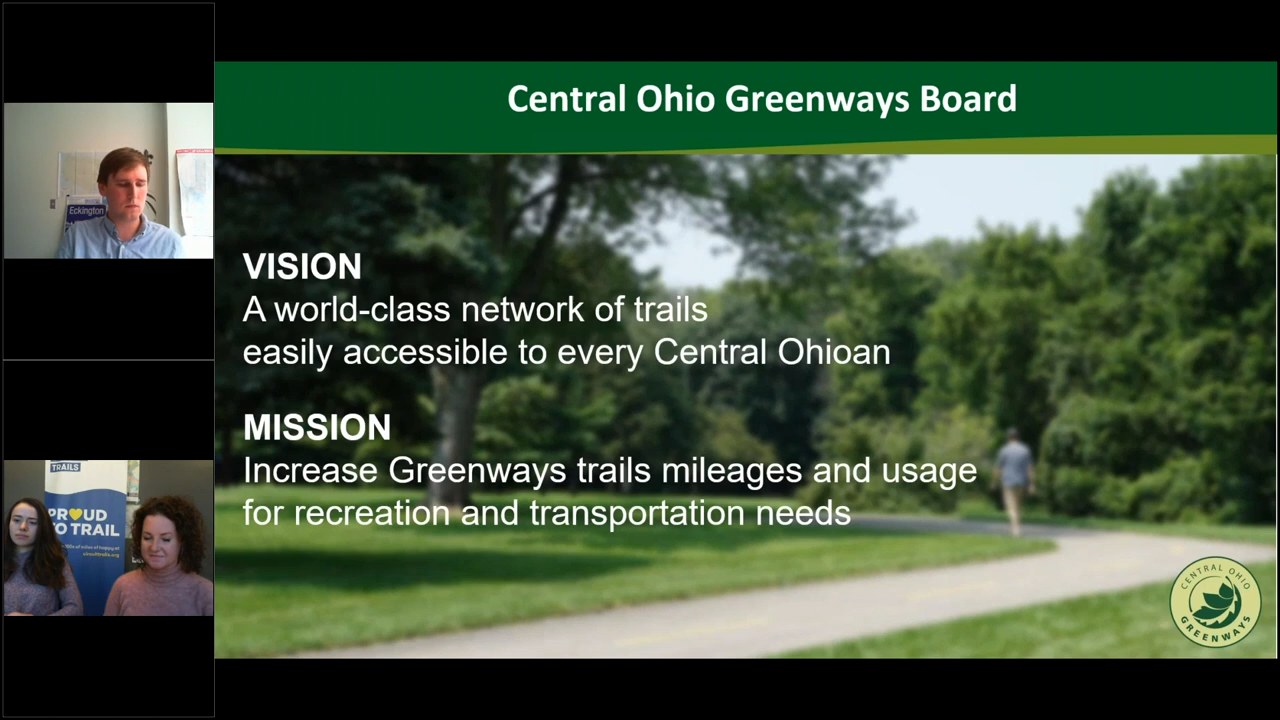 Central Ohio Greenways Board
VISION
A world-class network of trails
easily accessible to every Central Ohioan
MISSION
Increase Greenways trails mileages and usage
for recreation and transportation needs
CENTRAL OHIO
GREENWAYS
Eckington
TRAILS
PROUD
TO TRAIL